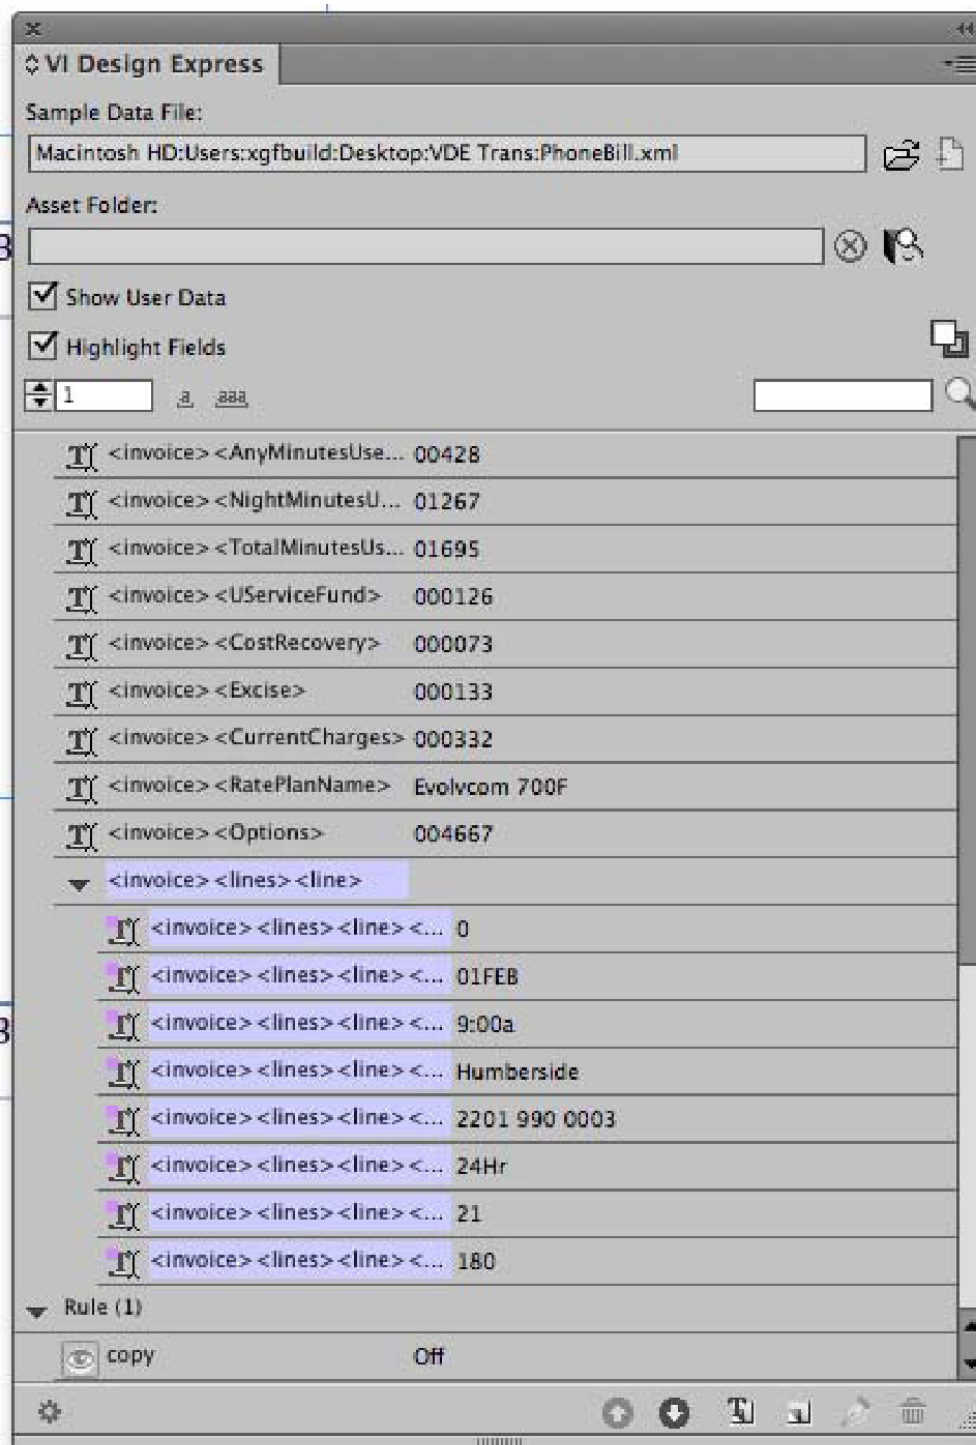 VI Design Express
Sample Data File:
Macintosh HD:Users:xgfbuild:Desktop:VDE Trans:PhoneBill.xml
Asset Folder:
B
Show User Data
Highlight Fields
1 a aaa
<invoice><AnyMinutesUse... 00428
<invoice><NightMinutesU... 01267
<invoice><TotalMinutesUs... 01695
<invoice><UServiceFund> 000126
<invoice><CostRecovery> 000073
<invoice><Excise> 000133
<invoice><CurrentCharges> 000332
<invoice><RatePlanName> Evolvcom 700F
<invoice><Options> 004667
<invoice><lines><line>
<invoice><lines><line><... 0
<invoice><lines><line><... 01FEB
B
<invoice><lines><line><... 9:00a
<invoice><lines><line><... Humberside
<invoice><lines><line><... 2201 990 0003
<invoice><lines><line><... 24Hr
<invoice><lines><line><... 21
<invoice><lines><line><... 180
Rule (1)
copy Off